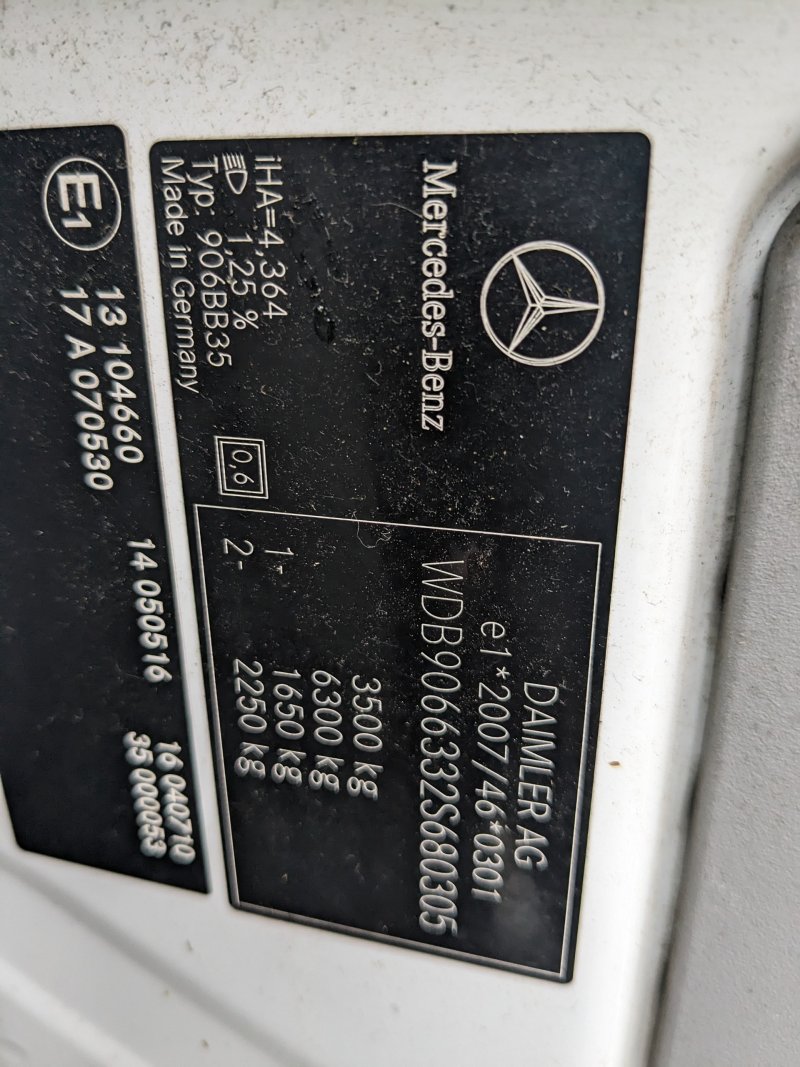 Mercedes-Benz
iHA=4,364
1,25 %
Typ: 906BB35
Made in Germany
0,6
DAIMLER AG
e1*2007/46*0301
WDB9066332S680305
3500 kg
6300 kg
1- 1650 kg
2- 2250 kg
E1
13 104660
17 A 070530
14 050516
16 040710
35 000053